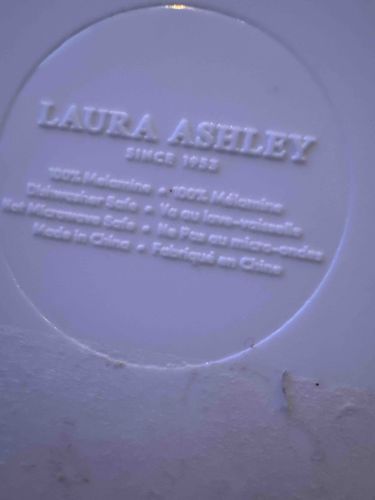 LAURA ASHLEY
SINCE 1953
100% Melamine • 100% Mélamine
Dishwasher Safe • Va au lave-vaisselle
Not Microwave Safe • Ne Pas au micro-ondes
Made in China • Fabriqué en Chine